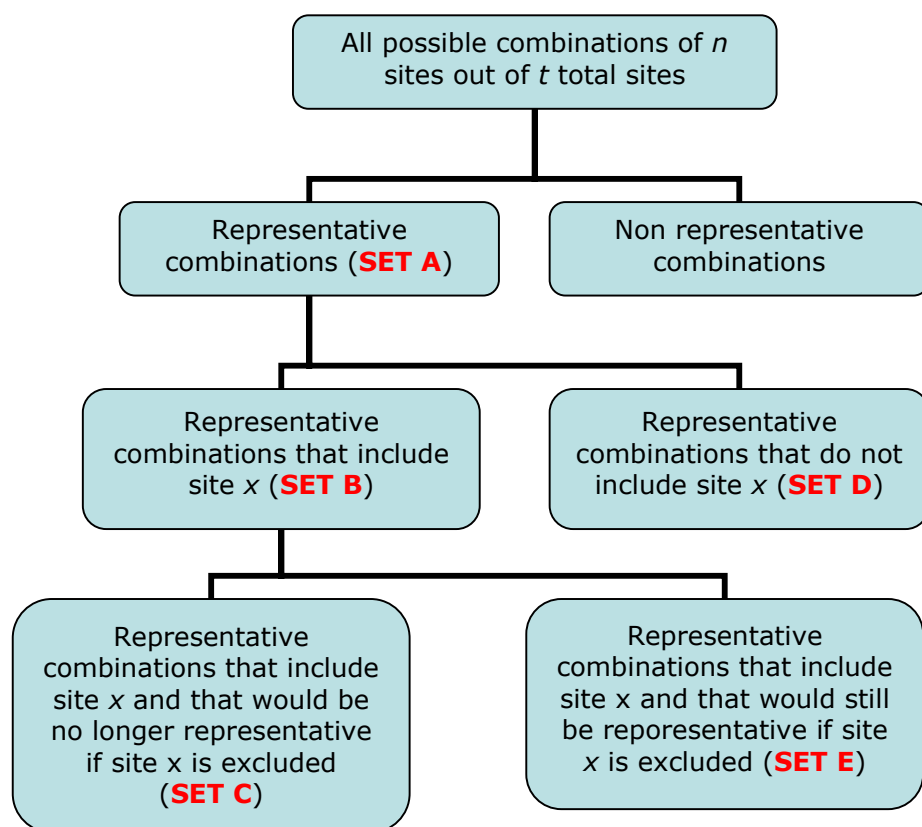 All possible combinations of n
sites out of t total sites
Representative
combinations (SET A)
Non representative
combinations
Representative
combinations that include
site x (SET B)
Representative
combinations that do not
include site x (SET D)
Representative
combinations that include
site x and that would be
no longer representative
if site x is excluded
(SET C)
Representative
combinations that include
site x and that would still
be reporesentative if site
x is excluded (SET E)